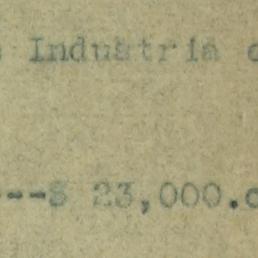 Industria
---$ 23,000.